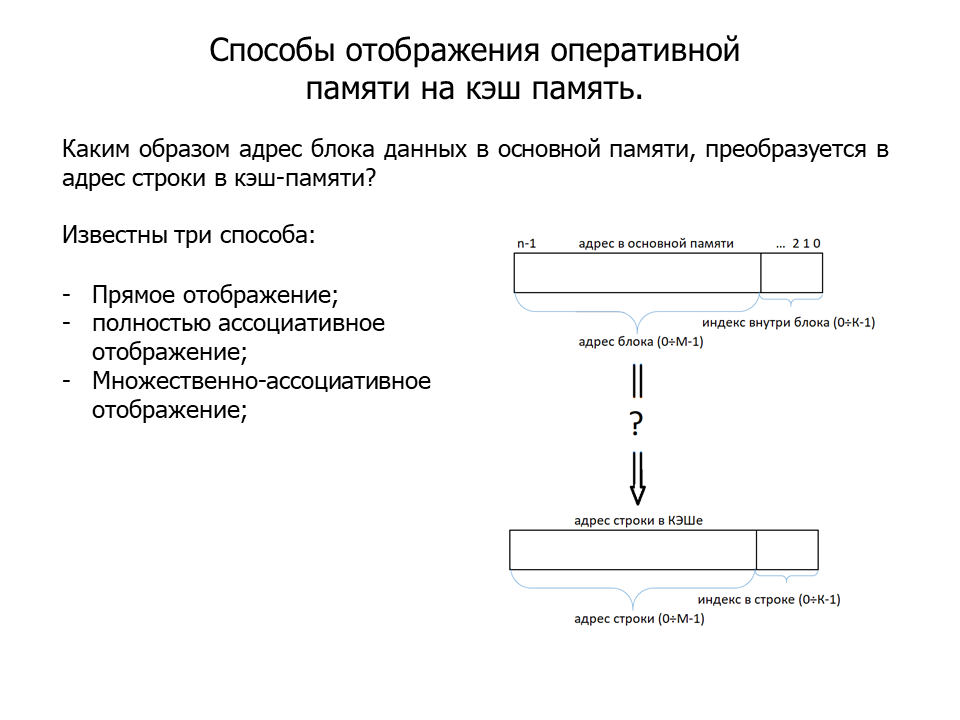 Способы отображения оперативной
памяти на кэш память.
Каким образом адрес блока данных в основной памяти, преобразуется в
адрес строки в кэш-памяти?
Известны три способа:
- Прямое отображение;
- полностью ассоциативное
отображение;
- Множественно-ассоциативное
отображение;
n-1 адрес в основной памяти ... 2 1 0
индекс внутри блока (0÷К-1)
адрес блока (0÷М-1)
?
адрес строки в КЭШе
индекс в строке (0÷К-1)
адрес строки (0÷М-1)